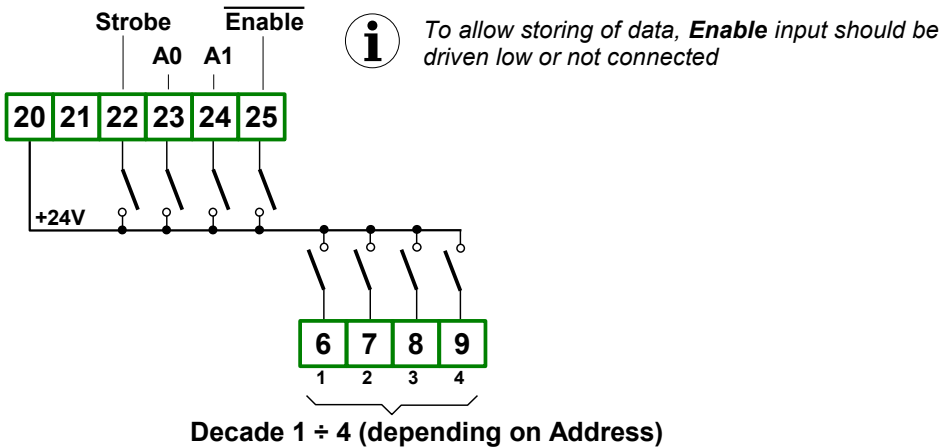 Strobe Enable
A0 A1
To allow storing of data, Enable input should be
driven low or not connected
20 21 22 23 24 25
+24V
6 7 8 9
1 2 3 4
Decade 1 ÷ 4 (depending on Address)